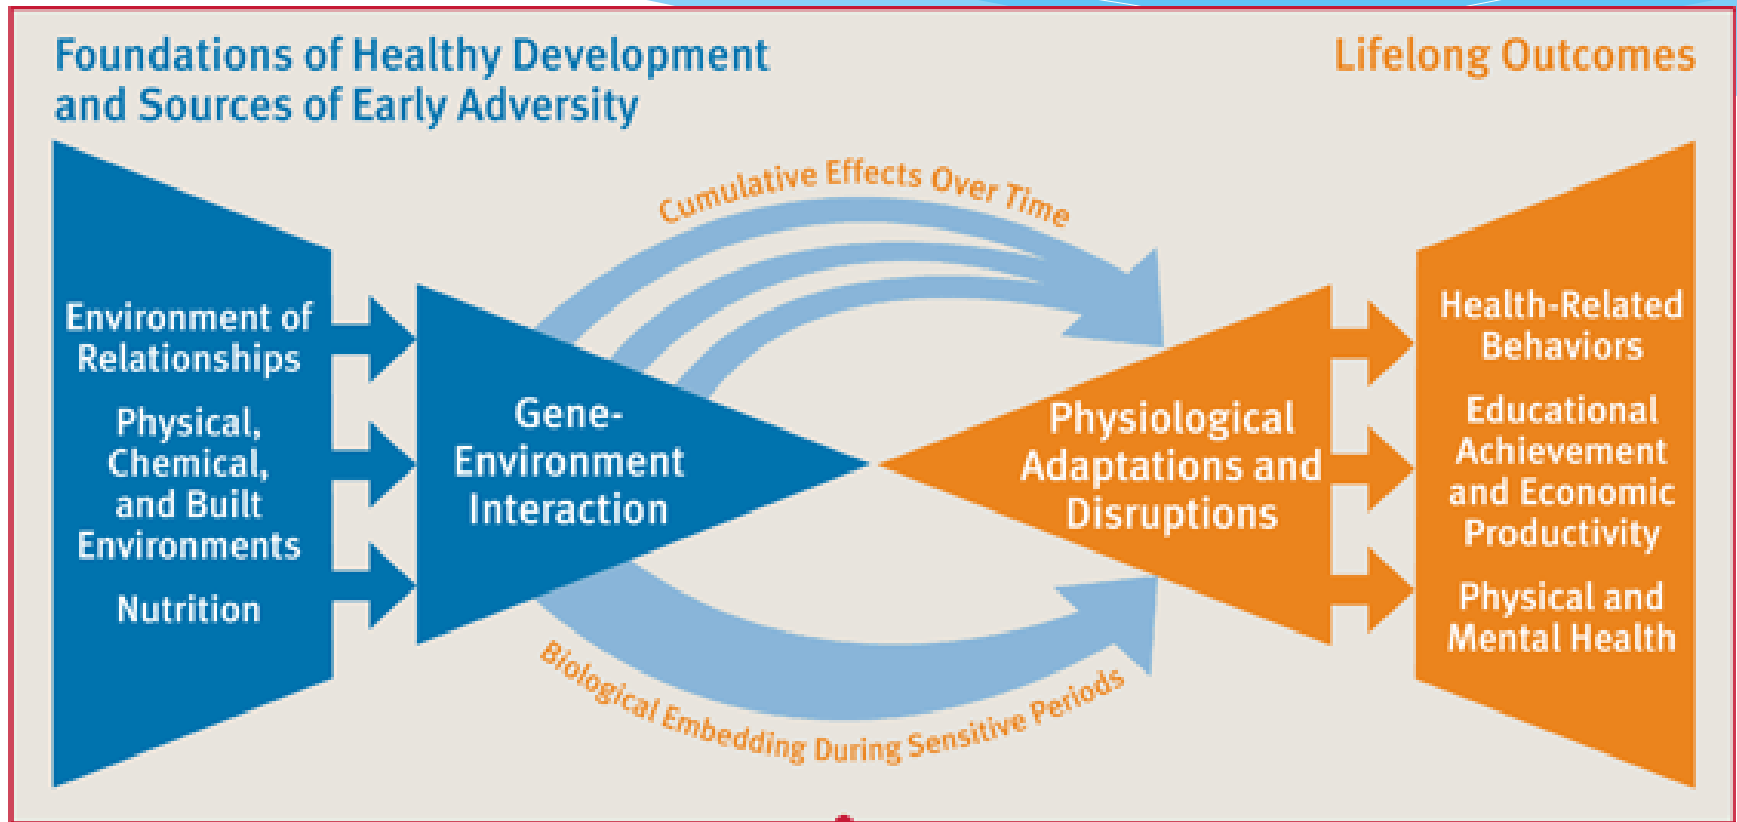 Foundations of Healthy Development
and Sources of Early Adversity
Lifelong Outcomes
Cumulative Effects Over Time
Environment of
Relationships
Physical,
Chemical,
and Built
Environments
Nutrition
Gene-
Environment
Interaction
Physiological
Adaptations and
Disruptions
Health-Related
Behaviors
Educational
Achievement
and Economic
Productivity
Physical and
Mental Health
Biological Embedding During Sensitive Periods